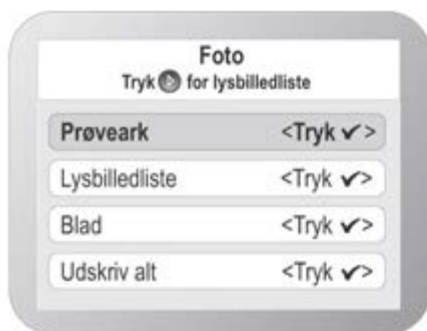 Foto
Tryk for lysbilledliste
Prøveark <Tryk ✔>
Lysbilledliste <Tryk ✔>
Blad <Tryk ✔>
Udskriv alt <Tryk ✔>